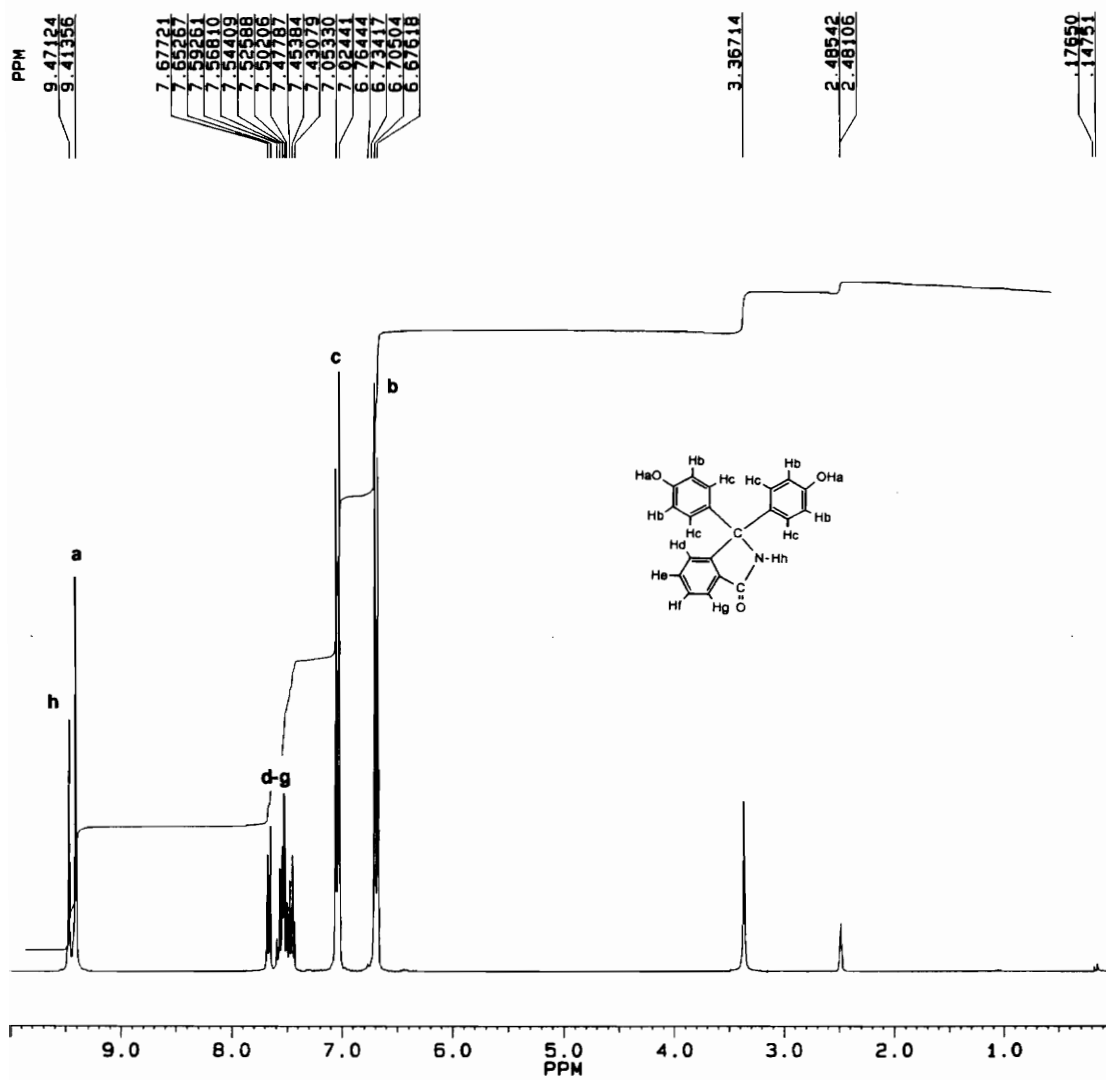 PPM
9.47124
9.41356
7.67721
7.65267
7.59261
7.56810
7.54409
7.52588
7.50206
7.47787
7.45384
7.43079
7.05330
7.02441
6.76444
6.73417
6.70504
6.67618
3.36714
2.48542
2.48106
.17650
.14751
c
b
a
h
d-g
Hb
Hb
HaO
Hc
Hc
OHa
Hb
Hc
C
Hc
Hb
Hd
N-Hh
He
C
Hf
Hg
O
9.0 8.0 7.0 6.0 5.0 4.0 3.0 2.0 1.0
PPM